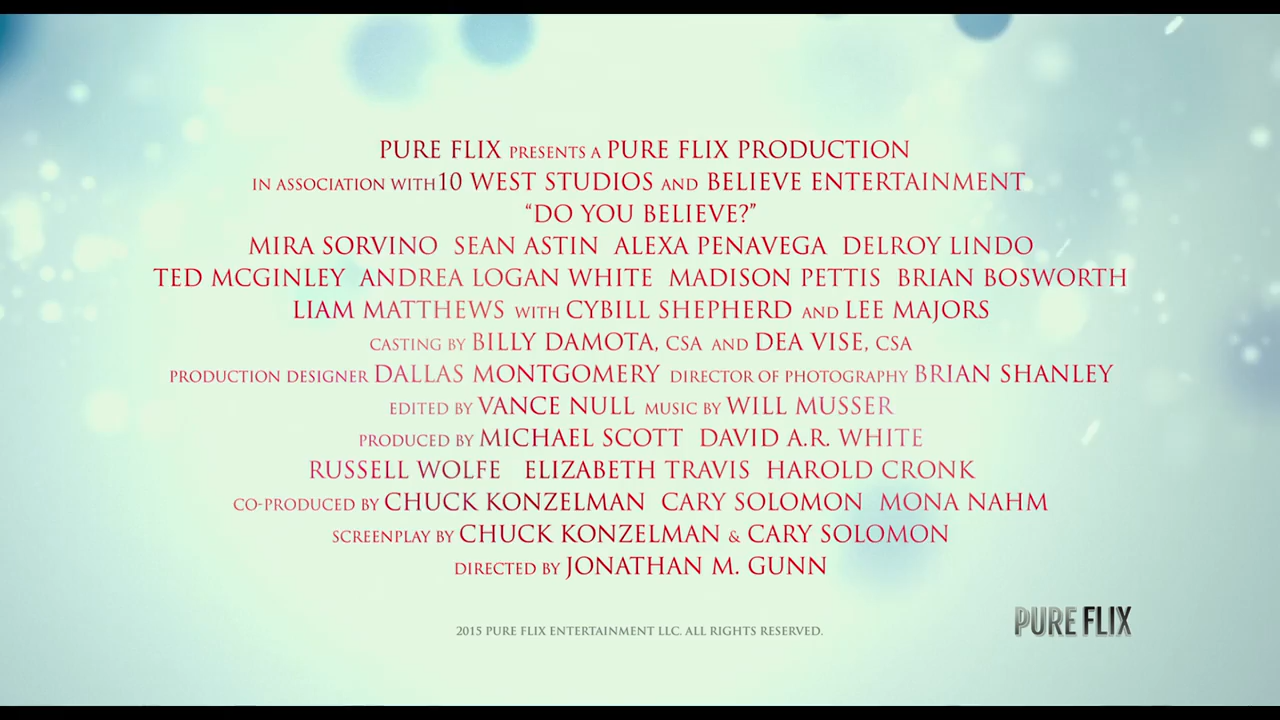 PURE FLIX PRESENTS A PURE FLIX PRODUCTION
IN ASSOCIATION WITH 10 WEST STUDIOS AND BELIEVE ENTERTAINMENT
“DO YOU BELIEVE?”
MIRA SORVINO SEAN ASTIN ALEXA PENAVEGA DELROY LINDO
TED MCGINLEY ANDREA LOGAN WHITE MADISON PETTIS BRIAN BOSWORTH
LIAM MATTHEWS WITH CYBILL SHEPHERD AND LEE MAJORS
CASTING BY BILLY DAMOTA, CSA AND DEA VISE, CSA
PRODUCTION DESIGNER DALLAS MONTGOMERY DIRECTOR OF PHOTOGRAPHY BRIAN SHANLEY
EDITED BY VANCE NULL MUSIC BY WILL MUSSER
PRODUCED BY MICHAEL SCOTT DAVID A.R. WHITE
RUSSELL WOLFE ELIZABETH TRAVIS HAROLD CRONK
CO-PRODUCED BY CHUCK KONZELMAN CARY SOLOMON MONA NAHM
SCREENPLAY BY CHUCK KONZELMAN & CARY SOLOMON
DIRECTED BY JONATHAN M. GUNN
PURE FLIX
2015 PURE FLIX ENTERTAINMENT LLC. ALL RIGHTS RESERVED.